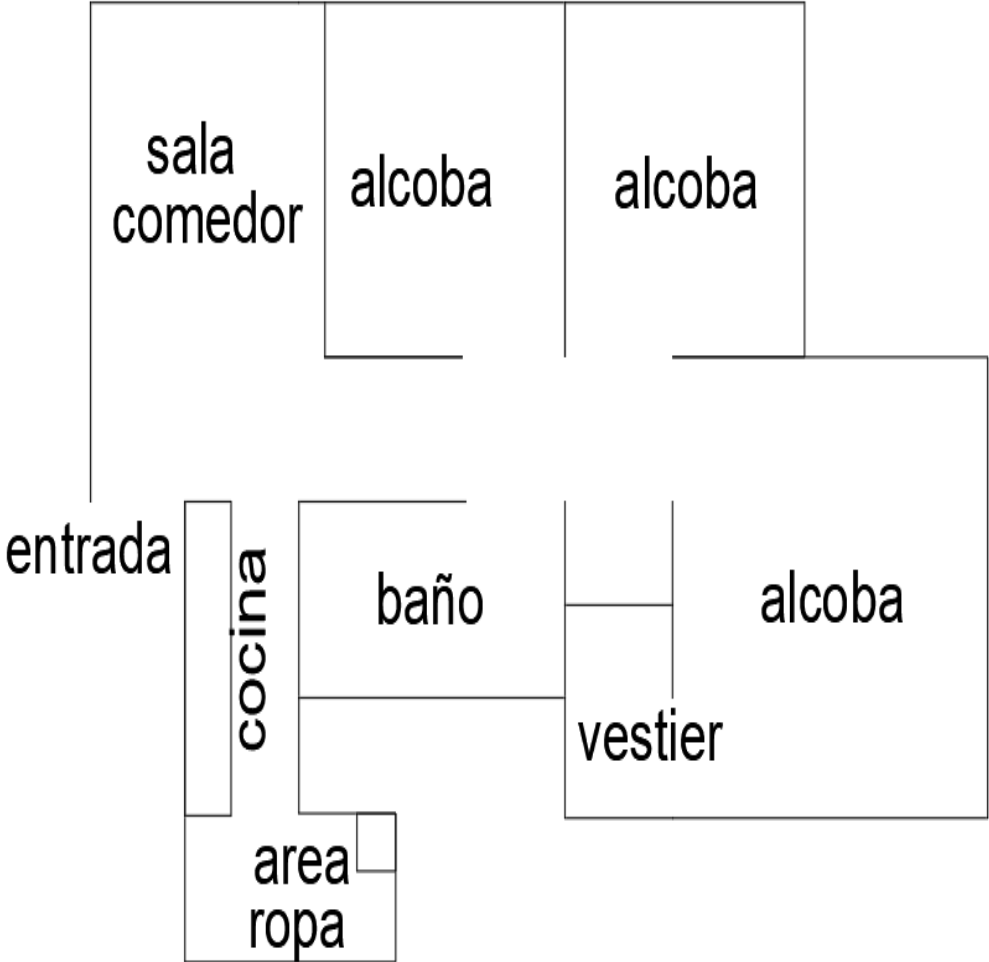 sala
comedor
alcoba
alcoba
entrada
cocina
baño
alcoba
vestier
area
ropa